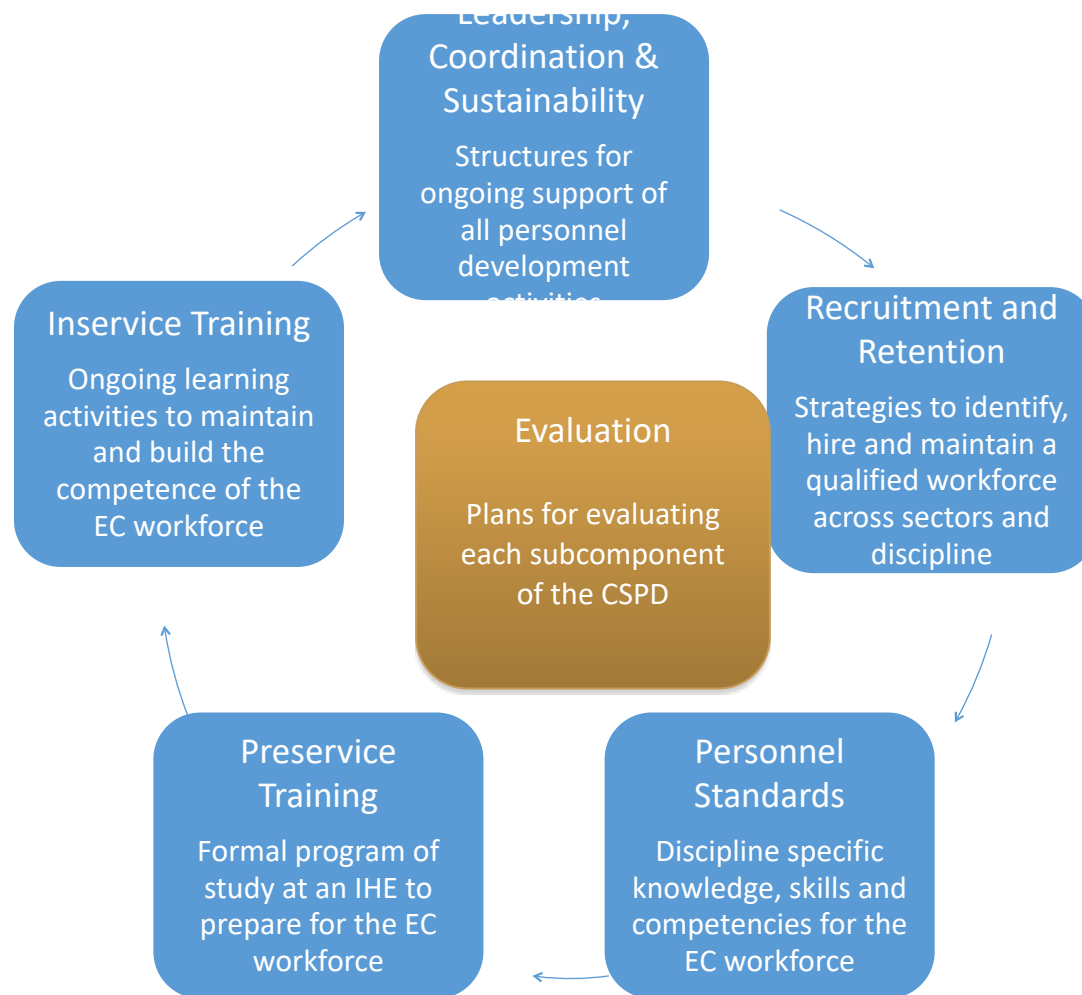 Leadership,
Coordination &
Sustainability
Structures for
ongoing support of
all personnel
development
activities
Recruitment and
Retention
Strategies to identify,
hire and maintain a
qualified workforce
across sectors and
discipline
Personnel
Standards
Discipline specific
knowledge, skills and
competencies for the
EC workforce
Preservice
Training
Formal program of
study at an IHE to
prepare for the EC
workforce
Inservice Training
Ongoing learning
activities to maintain
and build the
competence of the
EC workforce
Evaluation
Plans for evaluating
each subcomponent
of the CSPD